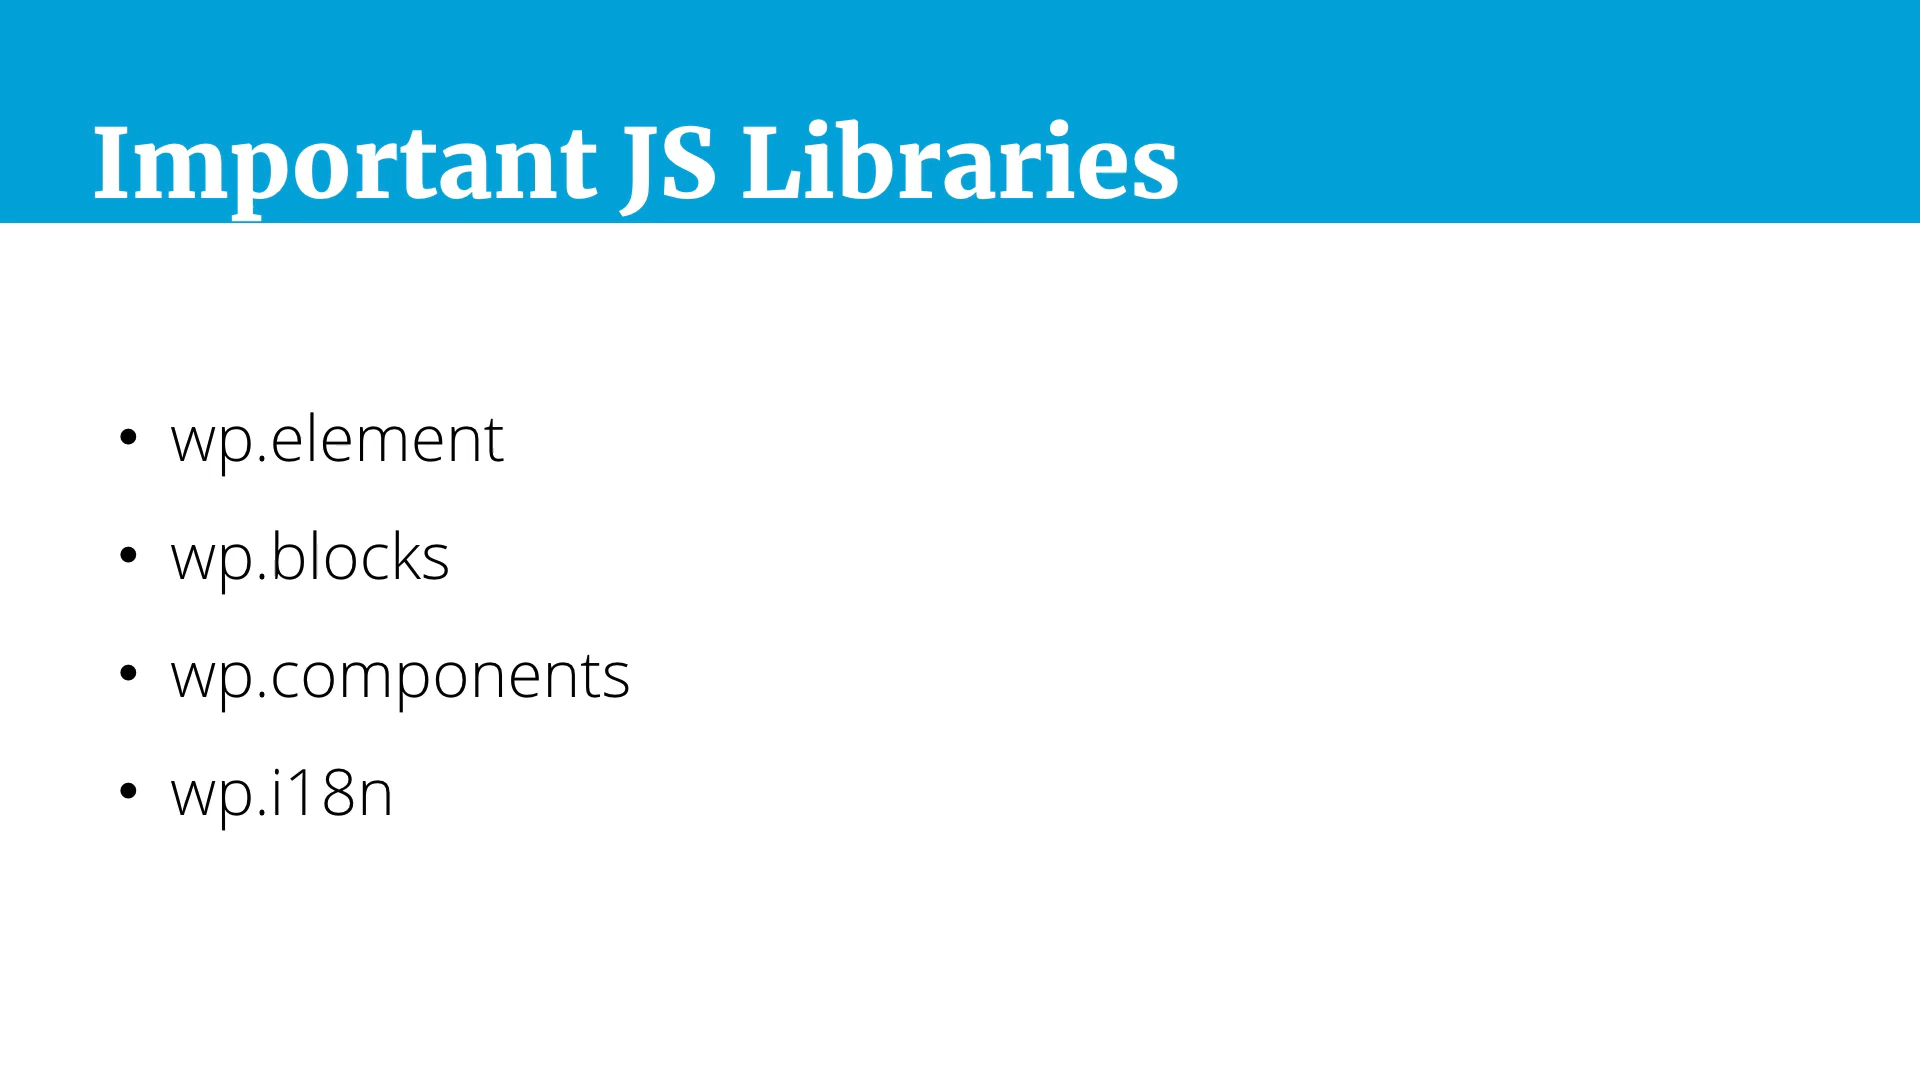 Important JS Libraries
• wp.element
• wp.blocks
• wp.components
• wp.i18n